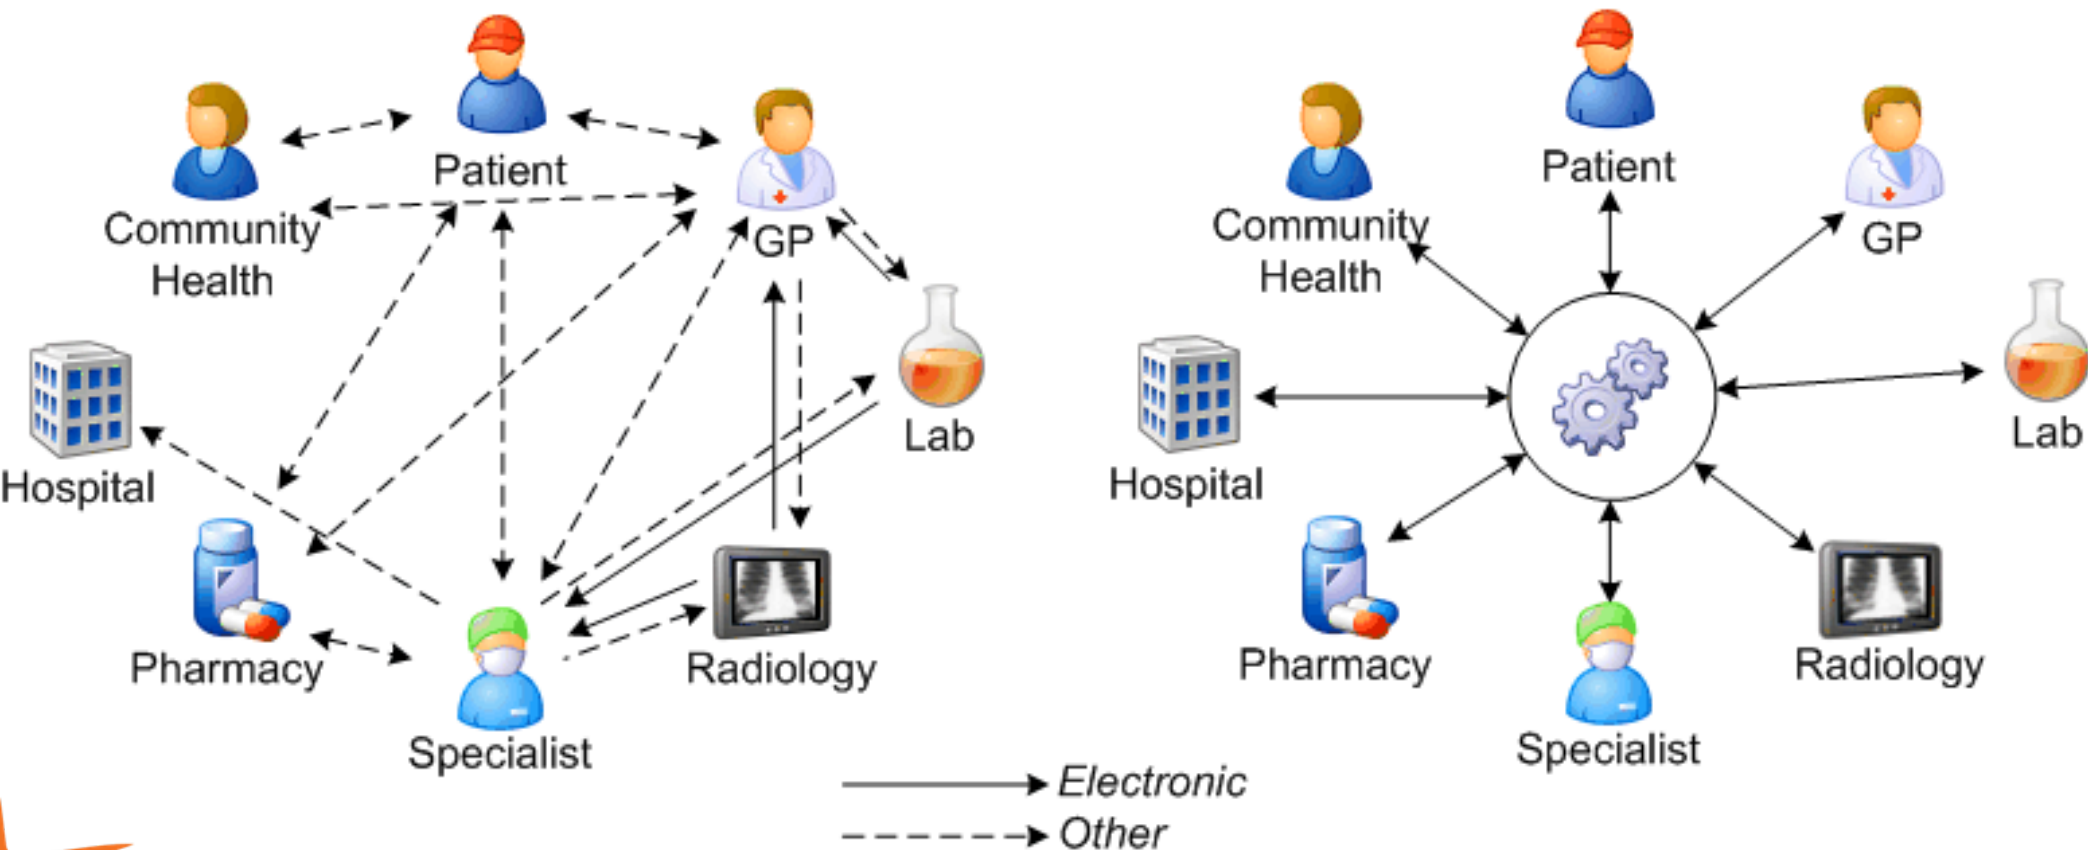 Patient
Community
Health
GP
Lab
Hospital
Pharmacy
Radiology
Specialist
Patient
Community
Health
GP
Lab
Hospital
Pharmacy
Radiology
Specialist
Electronic
Other